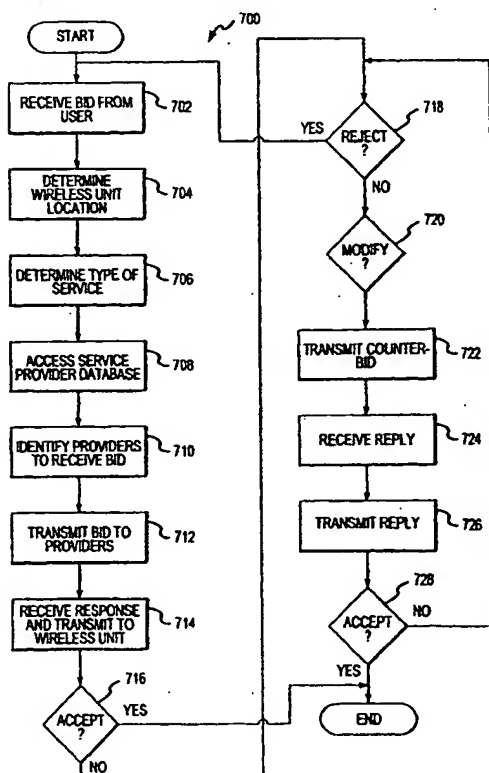 START
700
RECEIVE BID FROM
USER
702
DETERMINE
WIRELESS UNIT
LOCATION
704
DETERMINE TYPE OF
SERVICE
706
ACCESS SERVICE
PROVIDER DATABASE
708
IDENTIFY PROVIDERS
TO RECEIVE BID
710
TRANSMIT BID TO
PROVIDERS
712
RECEIVE RESPONSE
AND TRANSMIT TO
WIRELESS UNIT
714
716
ACCEPT
?
YES
NO
718
YES
REJECT
?
NO
720
MODIFY
?
TRANSMIT COUNTER-
BID
722
RECEIVE REPLY
724
TRANSMIT REPLY
726
728
ACCEPT
?
NO
YES
END